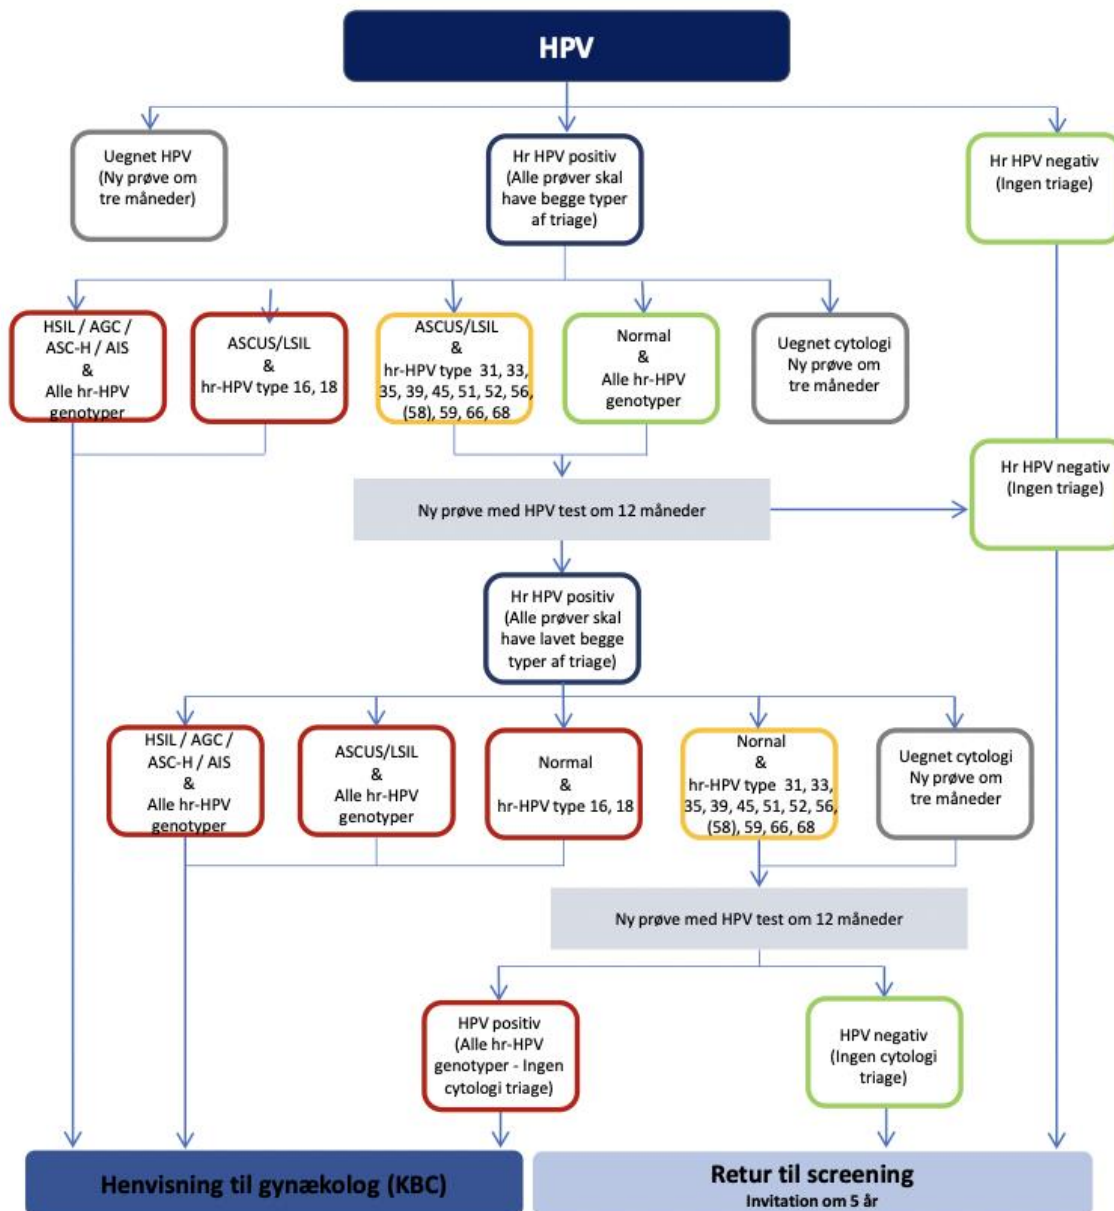 HPV
Uegnet HPV
(Ny prøve om
tre måneder)
Hr HPV positiv
(Alle prøver skal
have begge typer
af triage)
Hr HPV negativ
(Ingen triage)
HSIL / AGC /
ASC-H / AIS
&
Alle hr-HPV
genotyper
ASCUS/LSIL
&
hr-HPV type 16, 18
ASCUS/LSIL
&
hr-HPV type 31, 33,
35, 39, 45, 51, 52, 56,
(58), 59, 66, 68
Normal
&
Alle hr-HPV
genotyper
Uegnet cytologi
Ny prøve om
tre måneder
Hr HPV negativ
(Ingen triage)
Ny prøve med HPV test om 12 måneder
Hr HPV positiv
(Alle prøver skal
have lavet begge
typer af triage)
HSIL / AGC /
ASC-H / AIS
&
Alle hr-HPV
genotyper
ASCUS/LSIL
&
Alle hr-HPV
genotyper
Normal
&
hr-HPV type 16, 18
Nornal
&
hr-HPV type 31, 33,
35, 39, 45, 51, 52, 56,
(58), 59, 66, 68
Uegnet cytologi
Ny prøve om
tre måneder
Ny prøve med HPV test om 12 måneder
HPV positiv
(Alle hr-HPV
genotyper - Ingen
cytologi triage)
HPV negativ
(Ingen cytologi
triage)
Henvisning til gynækolog (KBC)
Retur til screening
Invitation om 5 år